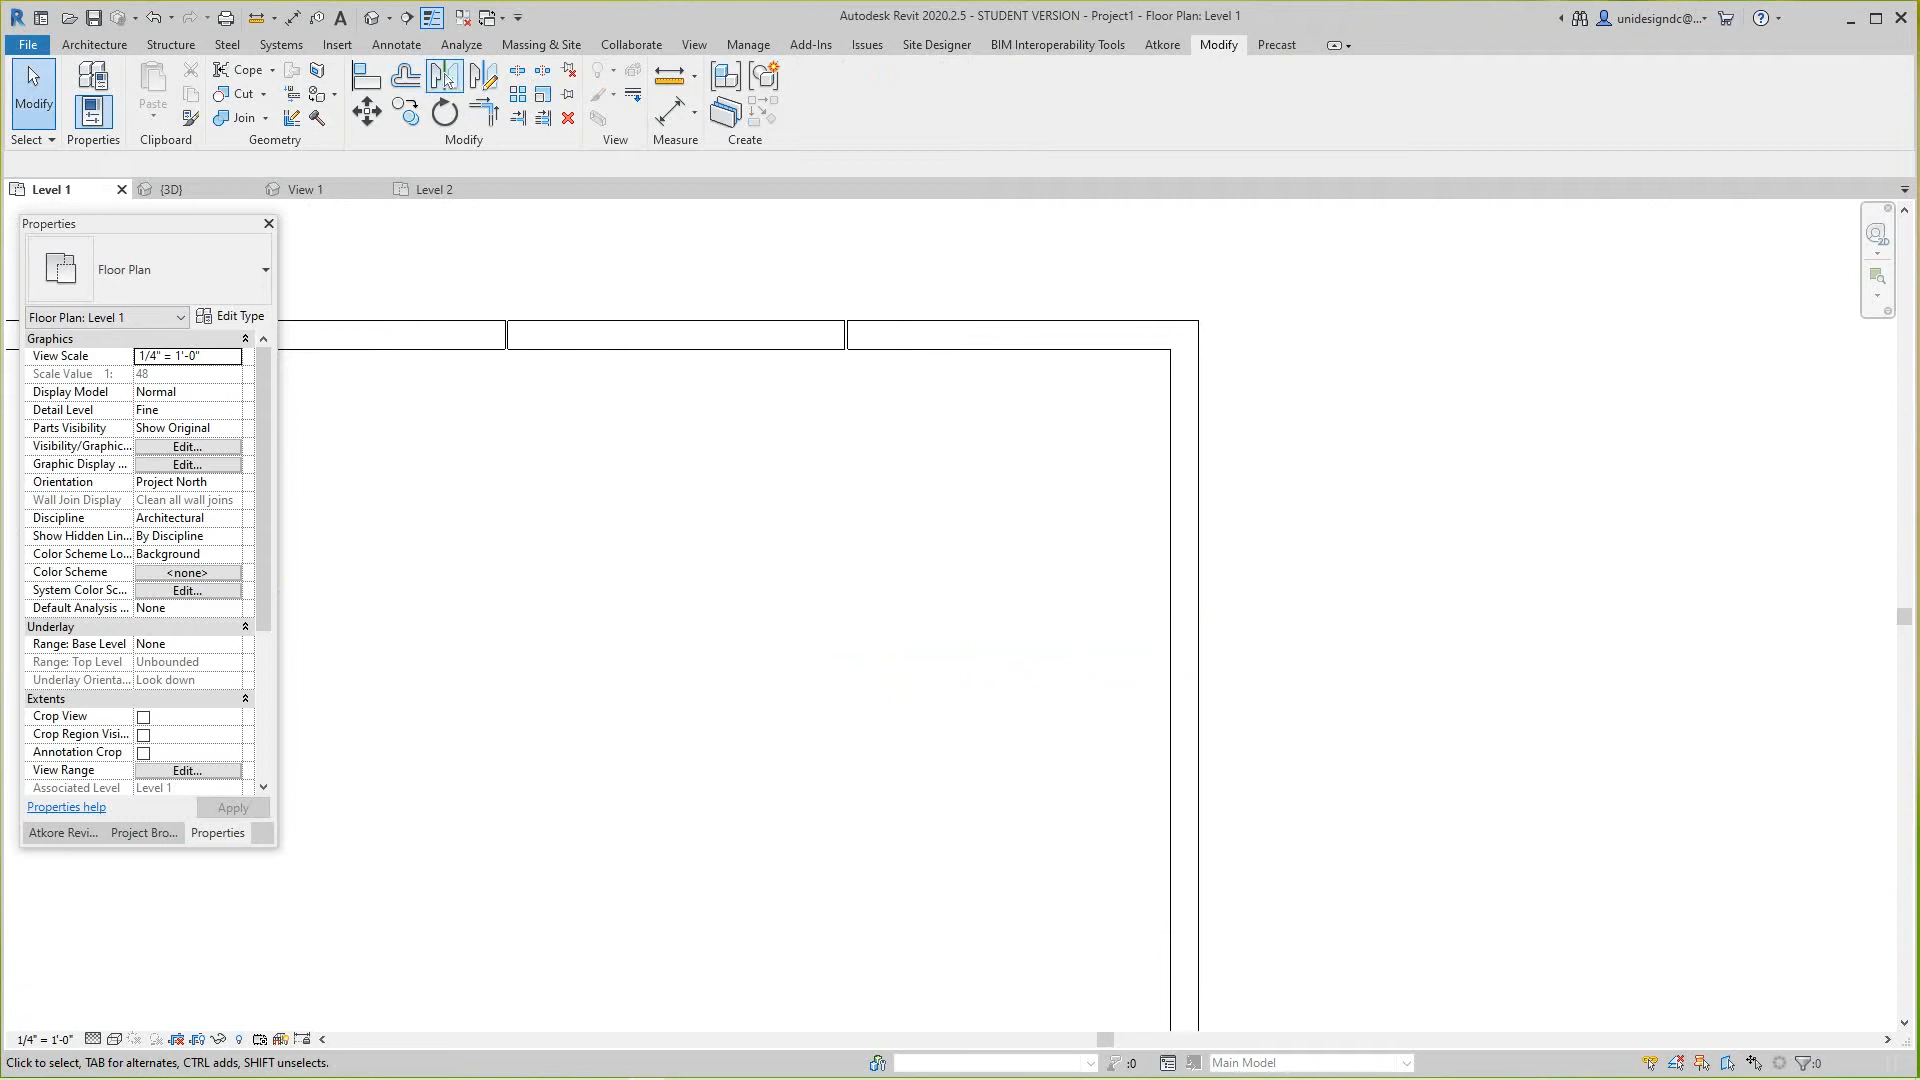 Autodesk Revit 2020.2.5 - STUDENT VERSION - Project1 - Floor Plan: Level 1
unidesigndc@...
File Architecture Structure Steel Systems Insert Annotate Analyze Massing & Site Collaborate View Manage Add-Ins Issues Site Designer BIM Interoperability Tools Atkore Modify Precast
Modify
Paste
Cope
Cut
Join
Select Properties Clipboard Geometry Modify View Measure Create
Level 1 {3D} View 1 Level 2
Properties
Floor Plan
Floor Plan: Level 1 Edit Type
Graphics
View Scale 1/4" = 1'-0"
Scale Value 1: 48
Display Model Normal
Detail Level Fine
Parts Visibility Show Original
Visibility/Graphic... Edit...
Graphic Display ... Edit...
Orientation Project North
Wall Join Display Clean all wall joins
Discipline Architectural
Show Hidden Lin... By Discipline
Color Scheme Lo... Background
Color Scheme <none>
System Color Sc... Edit...
Default Analysis ... None
Underlay
Range: Base Level None
Range: Top Level Unbounded
Underlay Orienta... Look down
Extents
Crop View
Crop Region Visi...
Annotation Crop
View Range Edit...
Associated Level Level 1
Properties help Apply
Atkore Revi... Project Bro... Properties
2D
1/4" = 1'-0"
Click to select, TAB for alternates, CTRL adds, SHIFT unselects. :0 Main Model :0